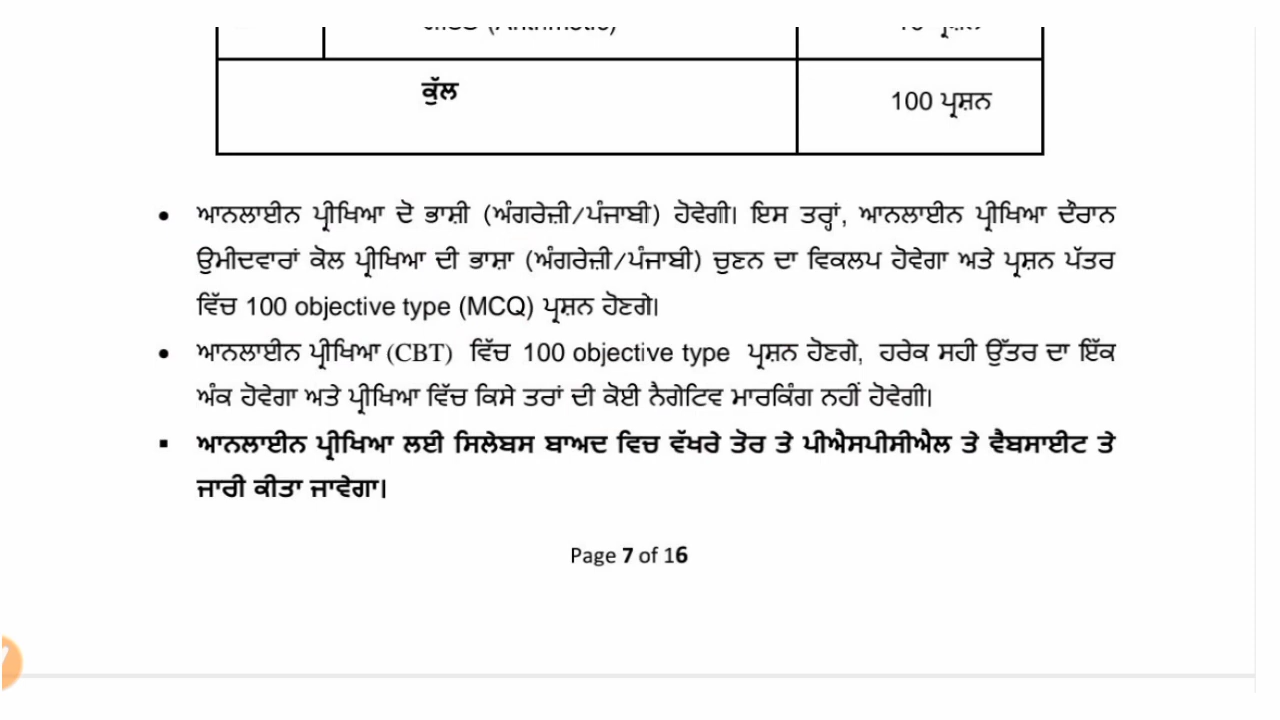 ਕੁੱਲ
100 ਪ੍ਰਸ਼ਨ
• ਆਨਲਾਈਨ ਪ੍ਰੀਖਿਆ ਦੋ ਭਾਸ਼ੀ (ਅੰਗਰੇਜ਼ੀ/ਪੰਜਾਬੀ) ਹੋਵੇਗੀ। ਇਸ ਤਰ੍ਹਾਂ, ਆਨਲਾਈਨ ਪ੍ਰੀਖਿਆ ਦੌਰਾਨ
ਉਮੀਦਵਾਰਾਂ ਕੋਲ ਪ੍ਰੀਖਿਆ ਦੀ ਭਾਸ਼ਾ (ਅੰਗਰੇਜ਼ੀ/ਪੰਜਾਬੀ) ਚੁਣਨ ਦਾ ਵਿਕਲਪ ਹੋਵੇਗਾ ਅਤੇ ਪ੍ਰਸ਼ਨ ਪੱਤਰ
ਵਿੱਚ 100 objective type (MCQ) ਪ੍ਰਸ਼ਨ ਹੋਣਗੇ।
• ਆਨਲਾਈਨ ਪ੍ਰੀਖਿਆ (CBT) ਵਿੱਚ 100 objective type ਪ੍ਰਸ਼ਨ ਹੋਣਗੇ, ਹਰੇਕ ਸਹੀ ਉੱਤਰ ਦਾ ਇੱਕ
ਅੰਕ ਹੋਵੇਗਾ ਅਤੇ ਪ੍ਰੀਖਿਆ ਵਿੱਚ ਕਿਸੇ ਤਰਾਂ ਦੀ ਕੋਈ ਨੈਗੇਟਿਵ ਮਾਰਕਿੰਗ ਨਹੀਂ ਹੋਵੇਗੀ।
▪ ਆਨਲਾਈਨ ਪ੍ਰੀਖਿਆ ਲਈ ਸਿਲੇਬਸ ਬਾਅਦ ਵਿਚ ਵੱਖਰੇ ਤੋਰ ਤੇ ਪੀਐਸਪੀਸੀਐਲ ਤੇ ਵੈਬਸਾਈਟ ਤੇ
ਜਾਰੀ ਕੀਤਾ ਜਾਵੇਗਾ।
Page 7 of 16